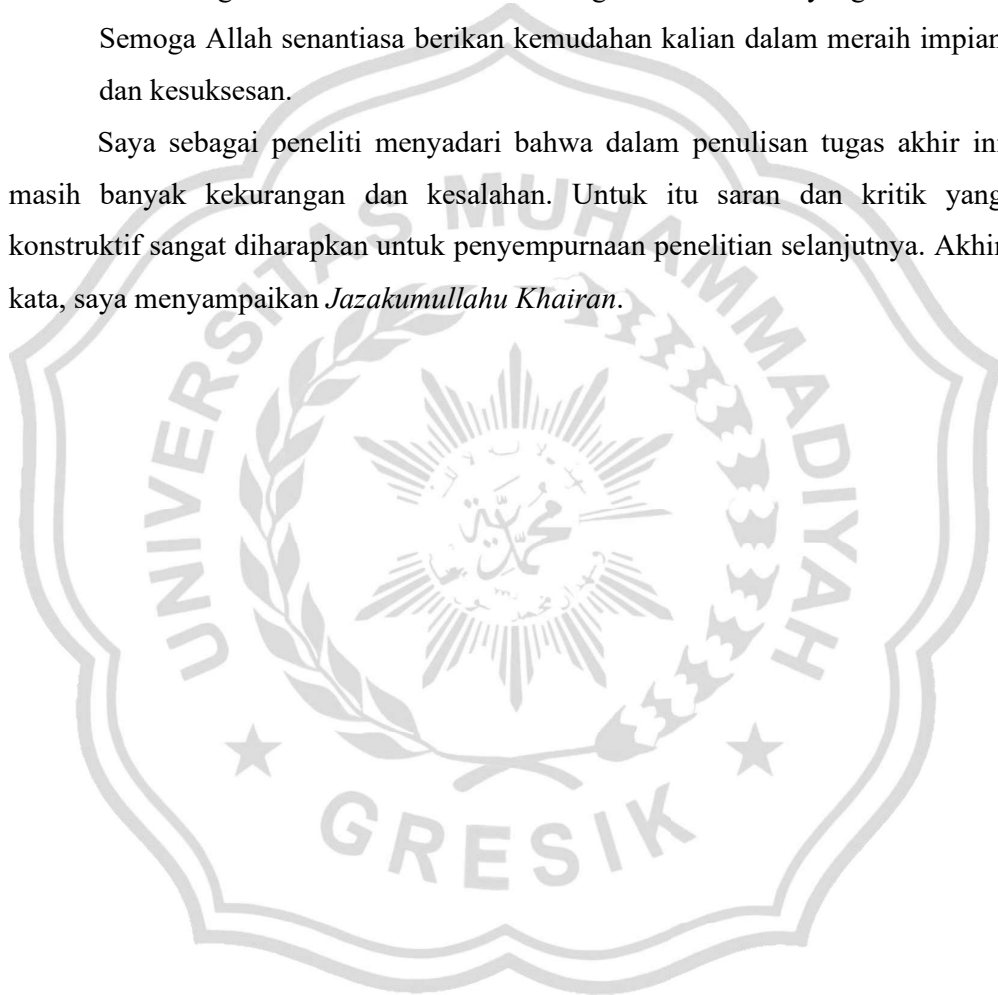 Semoga Allah senantiasa berikan kemudahan kalian dalam meraih impian
dan kesuksesan.
Saya sebagai peneliti menyadari bahwa dalam penulisan tugas akhir ini
masih banyak kekurangan dan kesalahan. Untuk itu saran dan kritik yang
konstruktif sangat diharapkan untuk penyempurnaan penelitian selanjutnya. Akhir
kata, saya menyampaikan Jazakumullahu Khairan.
UNIVERSITAS MUHAMMADIYAH
محمدية
GRESIK